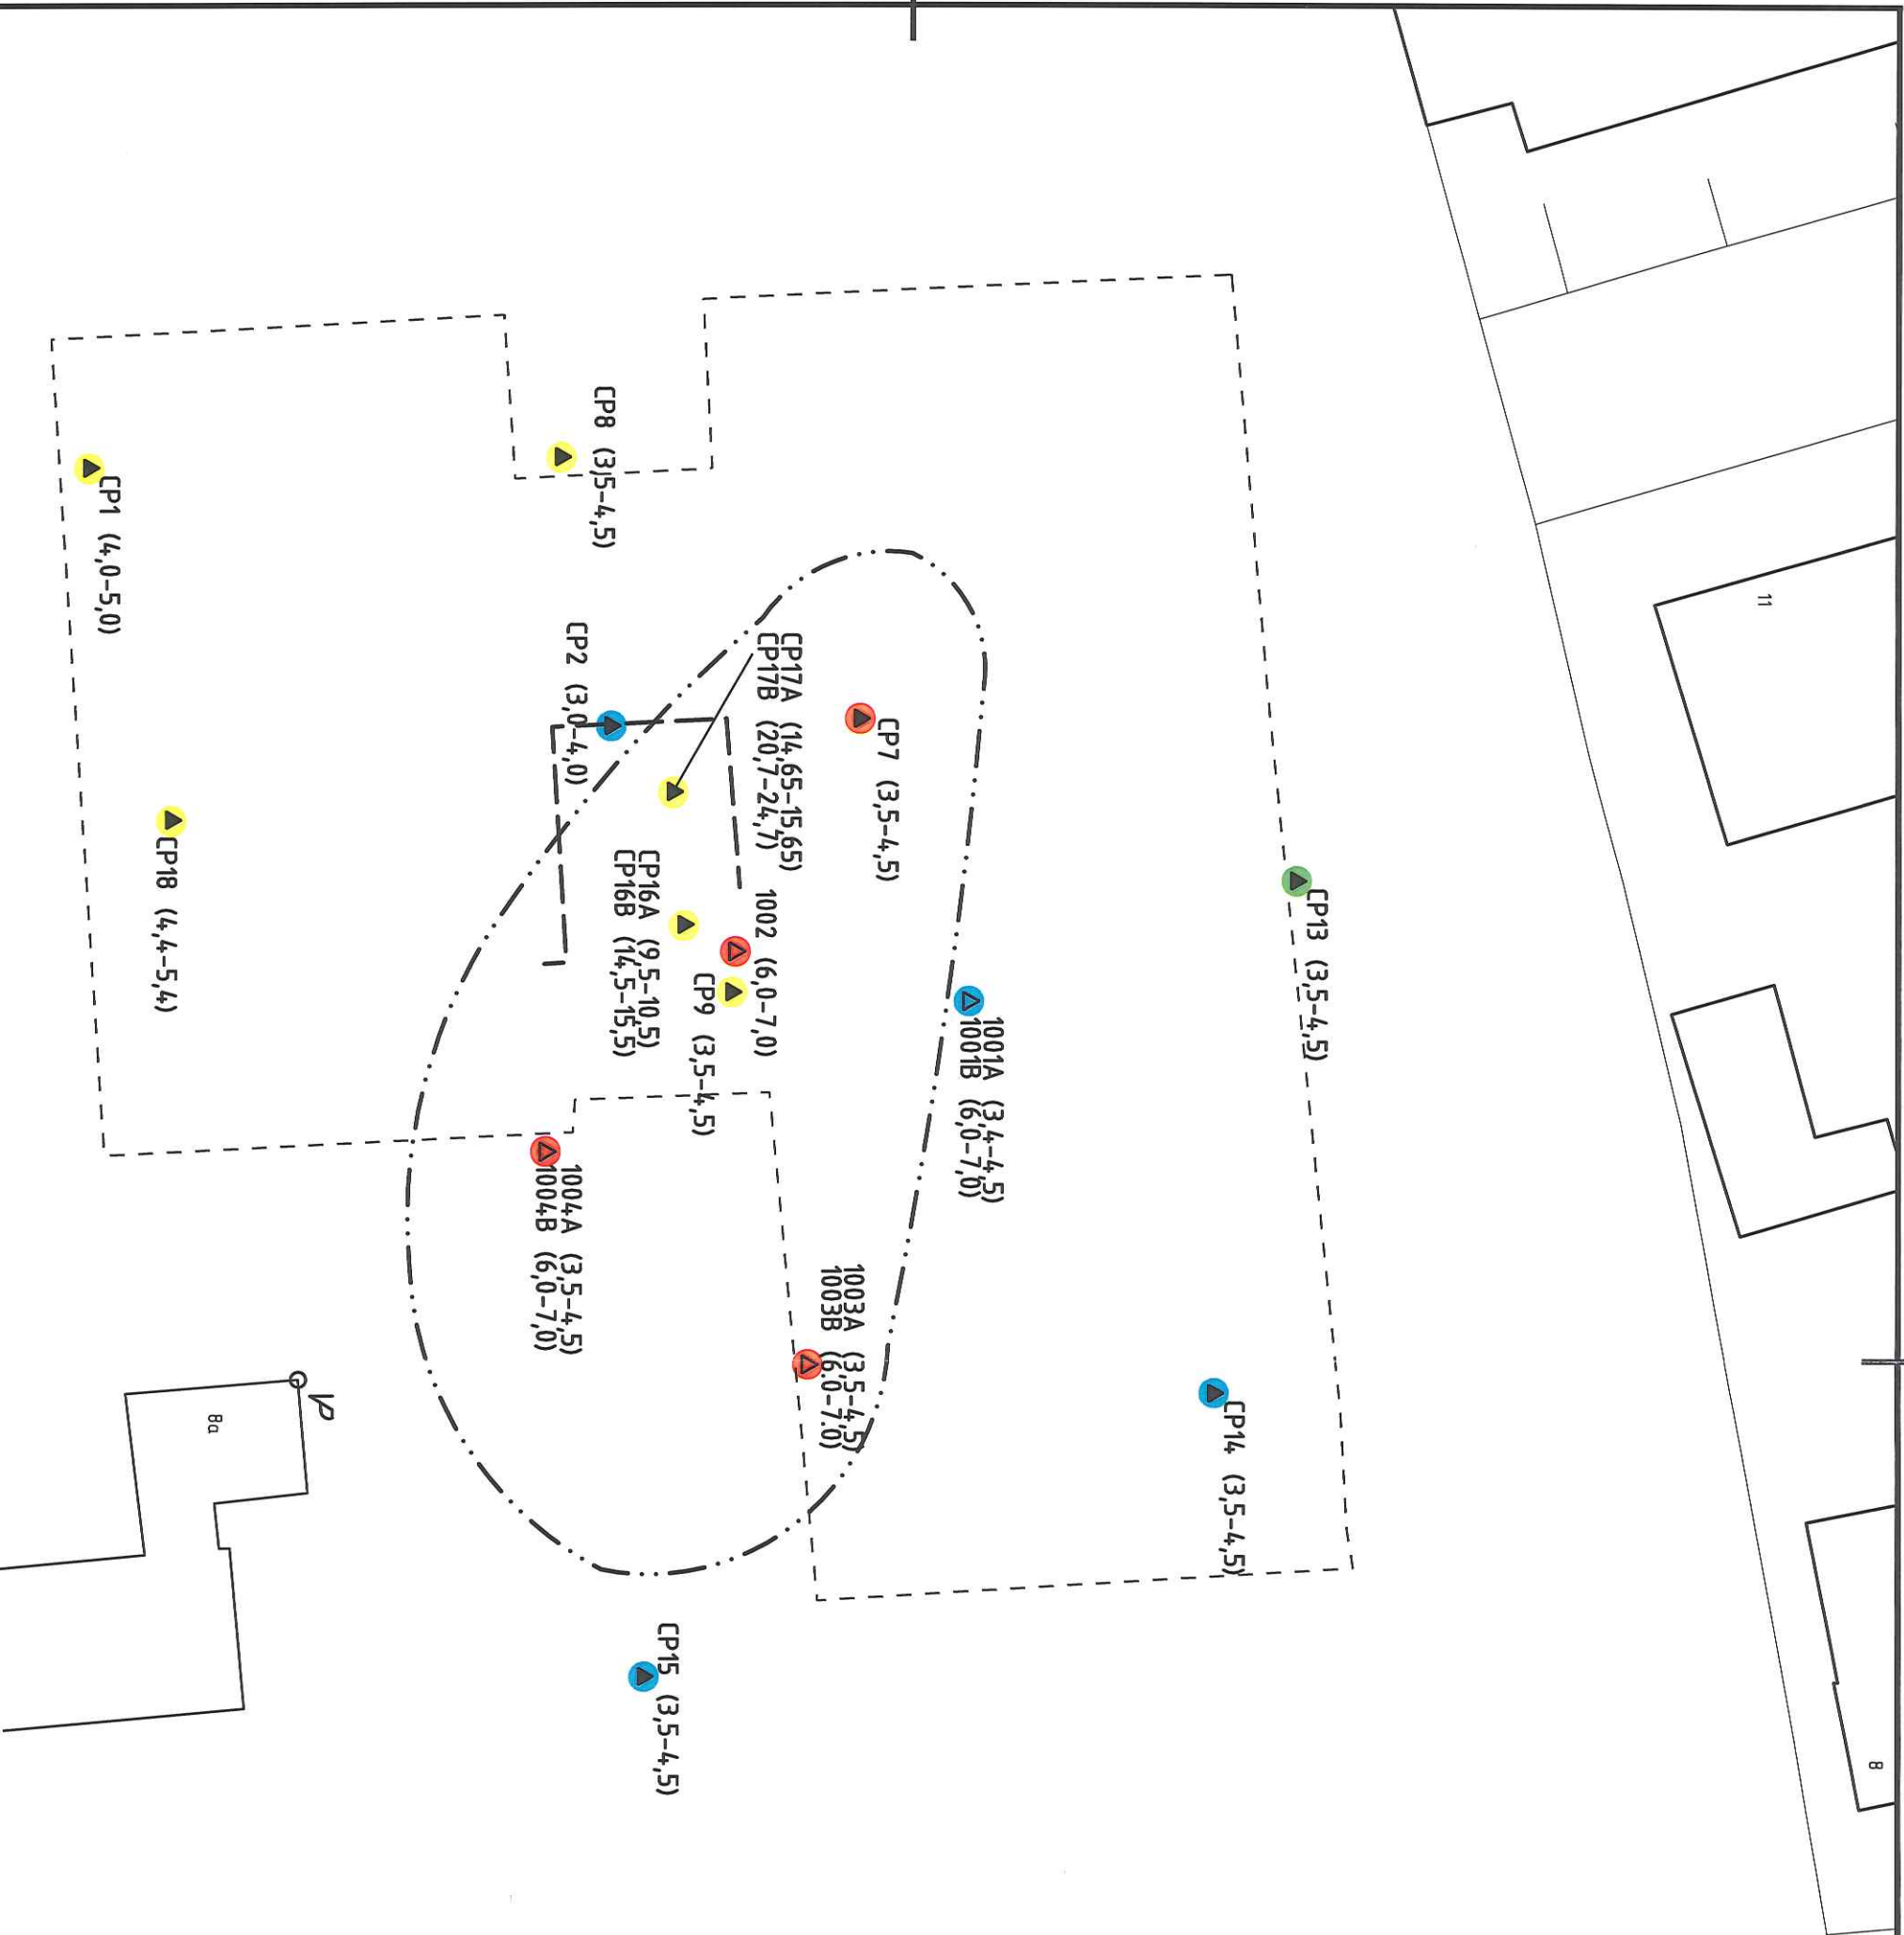 11
CP8 (3,5-4,5)
CP1 (4,0-5,0)
CP2 (3,0-4,0)
CP17A (14,65-15,65)
CP17B (20,7-24,7)
CP7 (3,5-4,5)
CP18 (4,4-5,4)
CP16A (9,5-10,5)
CP16B (14,5-15,5)
1002 (6,0-7,0)
CP9 (3,5-4,5)
CP13 (3,5-4,5)
1001A (3,4-4,5)
1001B (6,0-7,0)
1004A (3,5-4,5)
1004B (6,0-7,0)
1003A (3,5-4,5)
1003B (6,0-7,0)
CP14 (3,5-4,5)
8a
CP15 (3,5-4,5)
8